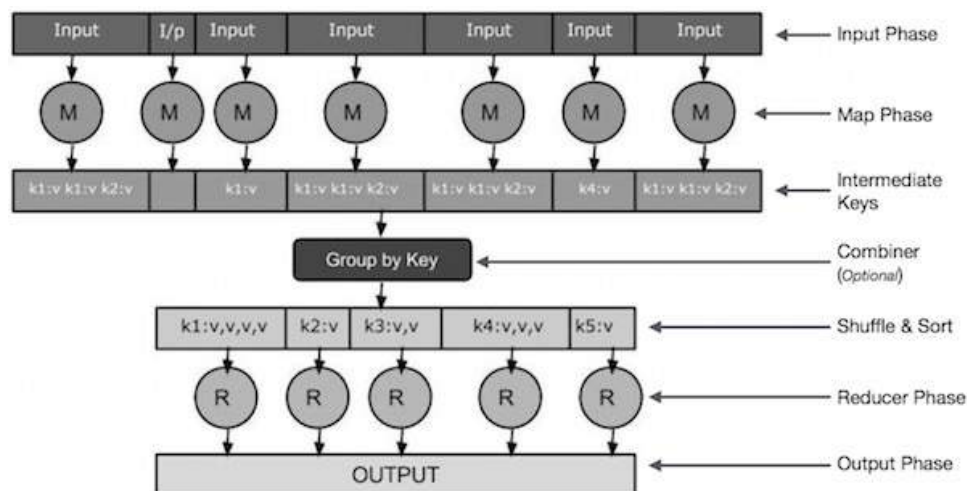 Input I/p Input Input Input Input Input
Input Phase
M M M M M M M
Map Phase
k1:v k1:v k2:v k1:v k1:v k1:v k2:v k1:v k1:v k2:v k4:v k1:v k1:v k2:v
Intermediate
Keys
Group by Key
Combiner
(Optional)
k1:v,v,v,v k2:v k3:v,v k4:v,v,v k5:v
Shuffle & Sort
R R R R R
Reducer Phase
OUTPUT
Output Phase